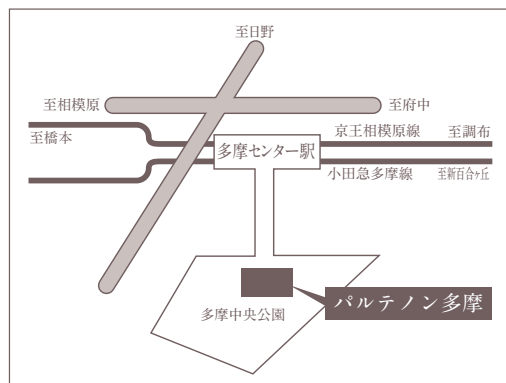 至日野
至相模原
至府中
至橋本
京王相模原線
至調布
多摩センター駅
小田急多摩線
至新百合ヶ丘
パルテノン多摩
多摩中央公園